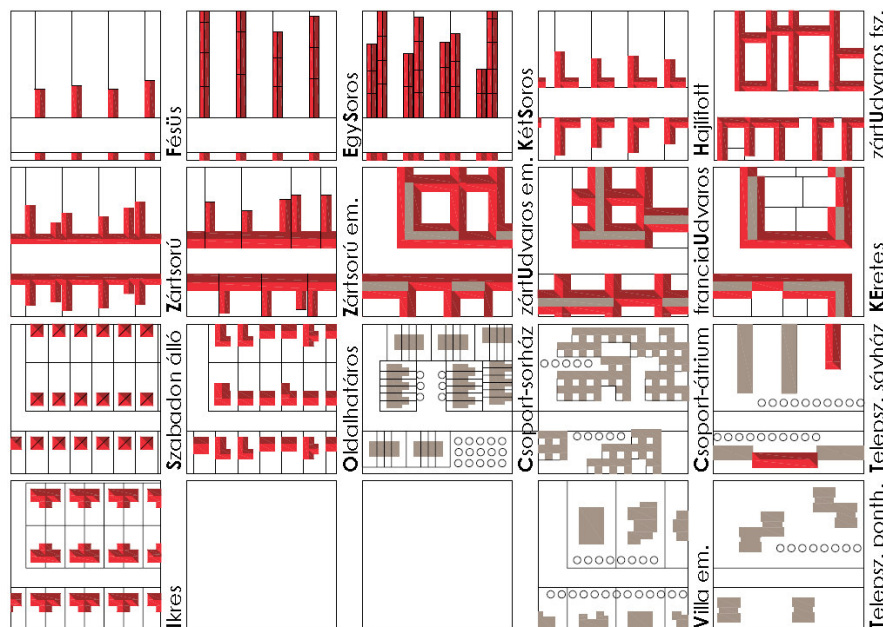 Fésüs
EgySoros
KétSoros
Hajlított
zártUdvaros fsz.
Zártsorú
Zártsorú em.
zártUdvaros em.
franciaUdvaros
KEretes
Szabadon álló
Oldalhatáros
Csoport-sorház
Csoport-átrium
Telepsz. sávház
Ikres
Villa em.
Telepsz. ponth.